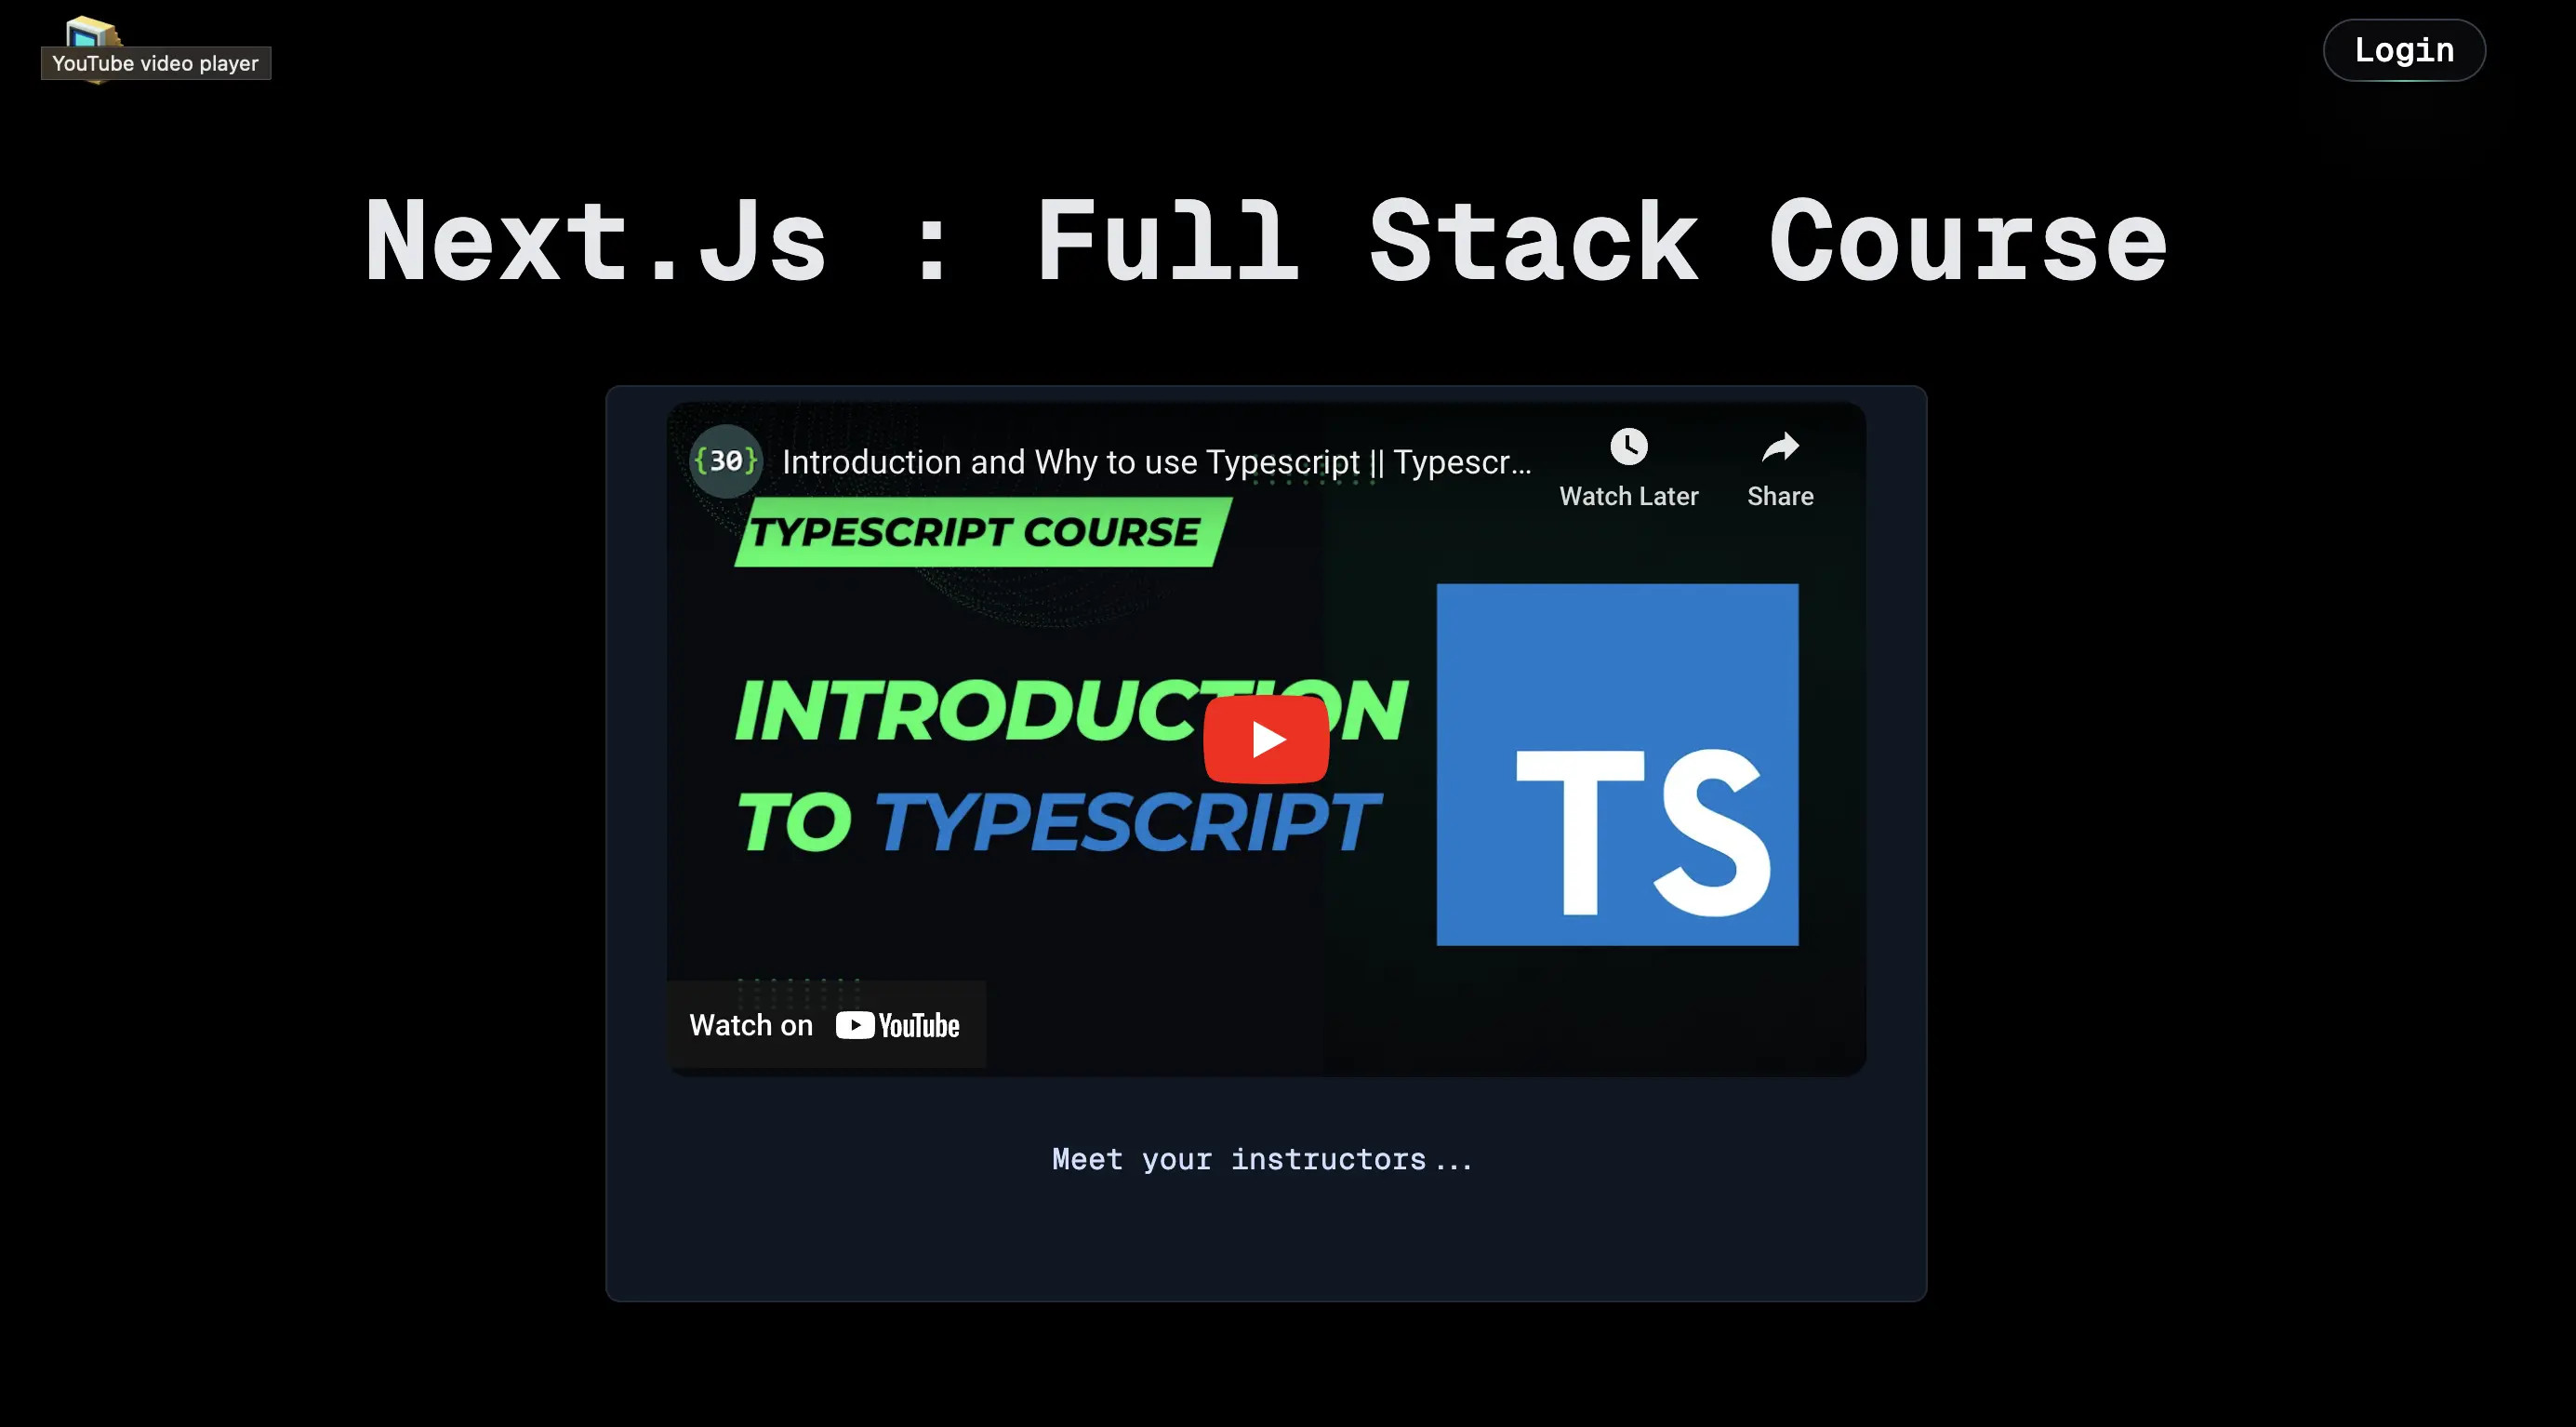 YouTube video player
Login
Next.Js : Full Stack Course
{30} Introduction and Why to use Typescript || Typescr...
Watch Later
Share
TYPESCRIPT COURSE
INTRODUCTION
TO TYPESCRIPT
TS
Watch on YouTube
Meet your instructors...